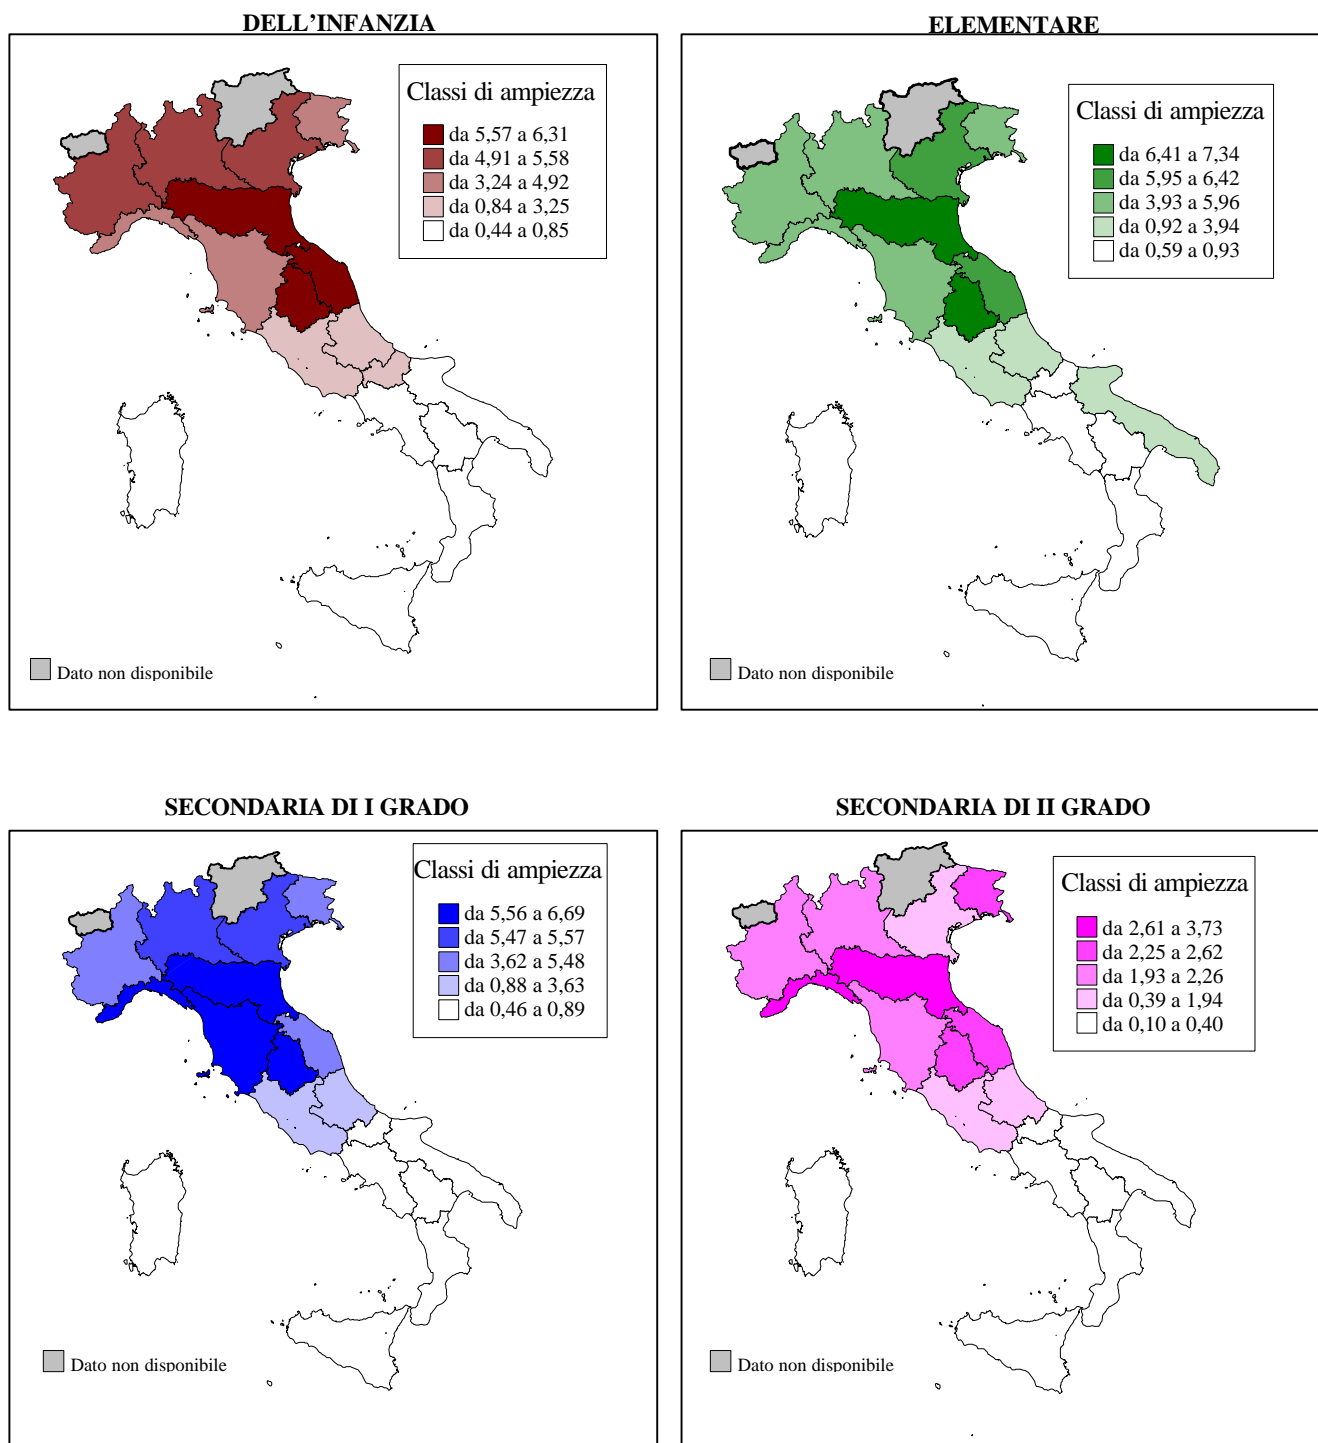 DELL'INFANZIA
Classi di ampiezza
da 5,57 a 6,31
da 4,91 a 5,58
da 3,24 a 4,92
da 0,84 a 3,25
da 0,44 a 0,85
Dato non disponibile
ELEMENTARE
Classi di ampiezza
da 6,41 a 7,34
da 5,95 a 6,42
da 3,93 a 5,96
da 0,92 a 3,94
da 0,59 a 0,93
Dato non disponibile
SECONDARIA DI I GRADO
Classi di ampiezza
da 5,56 a 6,69
da 5,47 a 5,57
da 3,62 a 5,48
da 0,88 a 3,63
da 0,46 a 0,89
Dato non disponibile
SECONDARIA DI II GRADO
Classi di ampiezza
da 2,61 a 3,73
da 2,25 a 2,62
da 1,93 a 2,26
da 0,39 a 1,94
da 0,10 a 0,40
Dato non disponibile